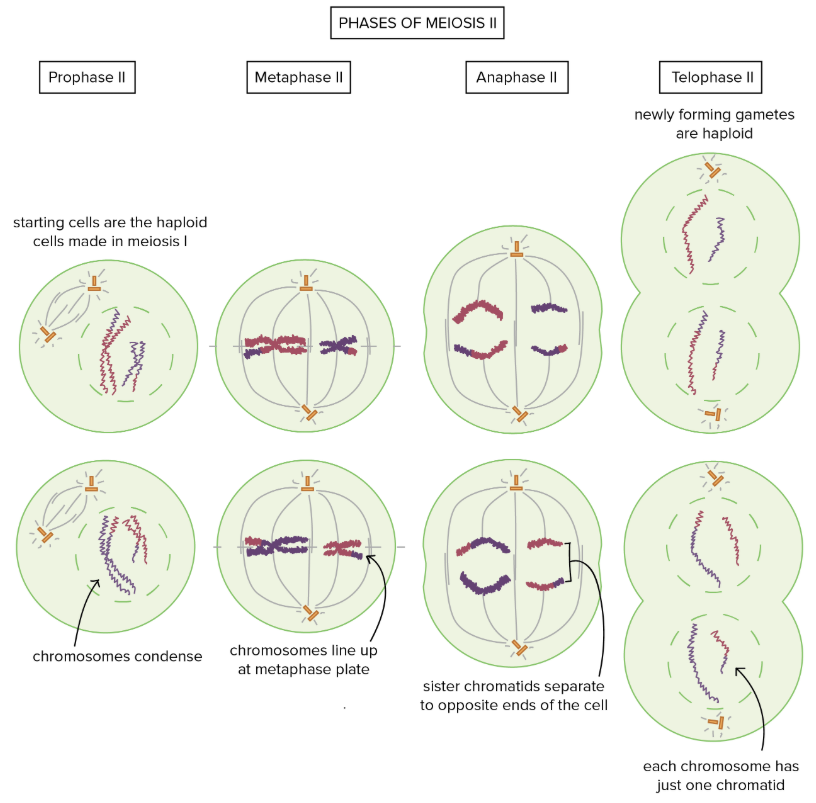 PHASES OF MEIOSIS II
Prophase II
Metaphase II
Anaphase II
Telophase II
newly forming gametes
are haploid
starting cells are the haploid
cells made in meiosis I
chromosomes condense
chromosomes line up
at metaphase plate
sister chromatids separate
to opposite ends of the cell
each chromosome has
just one chromatid